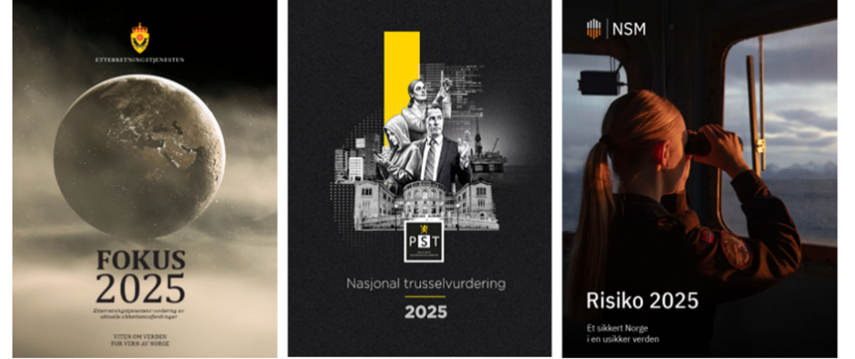 ETTERRETNINGSTJENESTEN
FOKUS
2025
Etterretningstjenestens vurdering av
aktuelle sikkerhetsutfordringer
VITEN OM VERDEN
FOR VERN AV NORGE
PST
Nasjonal trusselvurdering
2025
NSM
Risiko 2025
Et sikkert Norge
i en usikker verden